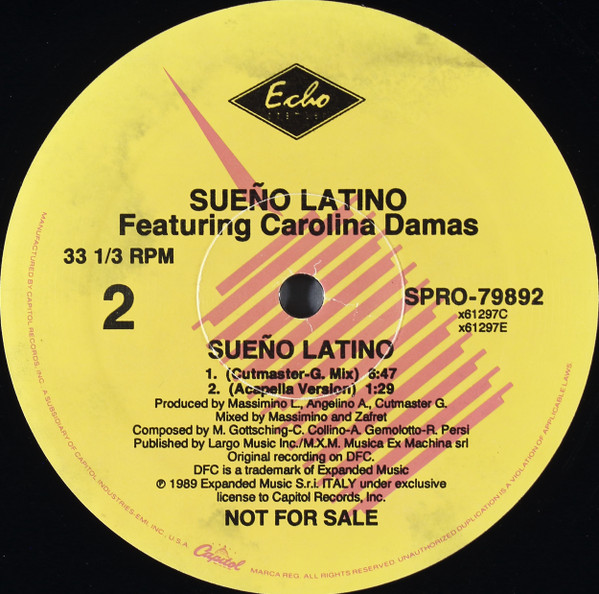 Echo
SUEÑO LATINO
Featuring Carolina Damas
33 1/3 RPM
2
SPRO-79892
x61297C
x61297E
SUEÑO LATINO
1. (Cutmaster-G. Mix) 6:47
2. (Acapella Version) 1:29
Produced by Massimino L., Angelino A., Cutmaster G.
Mixed by Massimino and Zafret
Composed by M. Gottsching-C. Collino-A. Gemolotto-R. Persi
Published by Largo Music Inc./M.X.M, Musica Ex Machina srl
Original recording on DFC.
DFC is a trademark of Expanded Music
℗ 1989 Expanded Music S.r.i. ITALY under exclusive
license to Capitol Records, Inc.
NOT FOR SALE
MANUFACTURED BY CAPITOL RECORDS, INC., A SUBSIDIARY OF CAPITOL INDUSTRIES-EMI, INC., U.S.A.
Capitol
MARCA REG. ALL RIGHTS RESERVED. UNAUTHORIZED DUPLICATION IS A VIOLATION OF APPLICABLE LAWS.